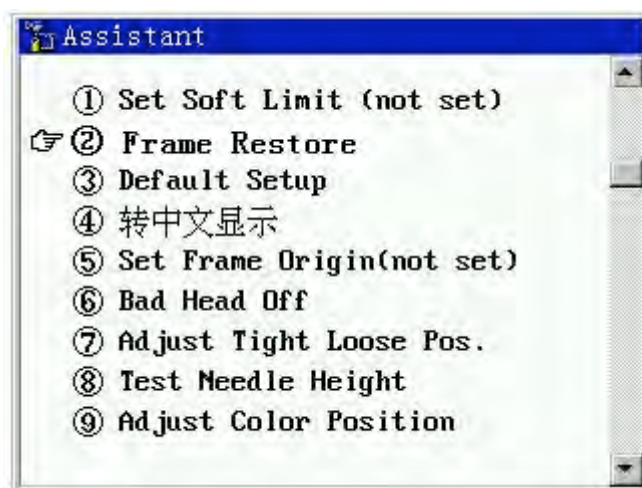 Assistant
① Set Soft Limit (not set)
② Frame Restore
③ Default Setup
④ 转中文显示
⑤ Set Frame Origin(not set)
⑥ Bad Head Off
⑦ Adjust Tight Loose Pos.
⑧ Test Needle Height
⑨ Adjust Color Position